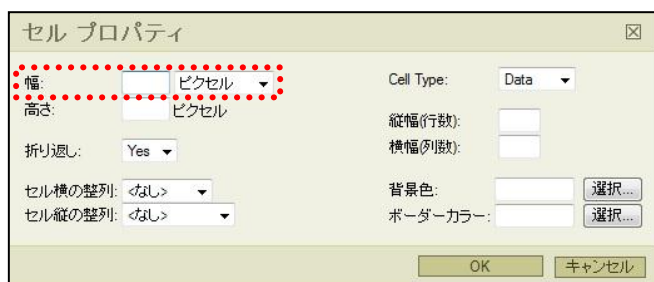 セル プロパティ
幅: ピクセル
高さ: ピクセル
折り返し: Yes
セル横の整列: <なし>
セル縦の整列: <なし>
Cell Type: Data
縦幅(行数):
横幅(列数):
背景色: 選択...
ボーダーカラー: 選択...
OK キャンセル